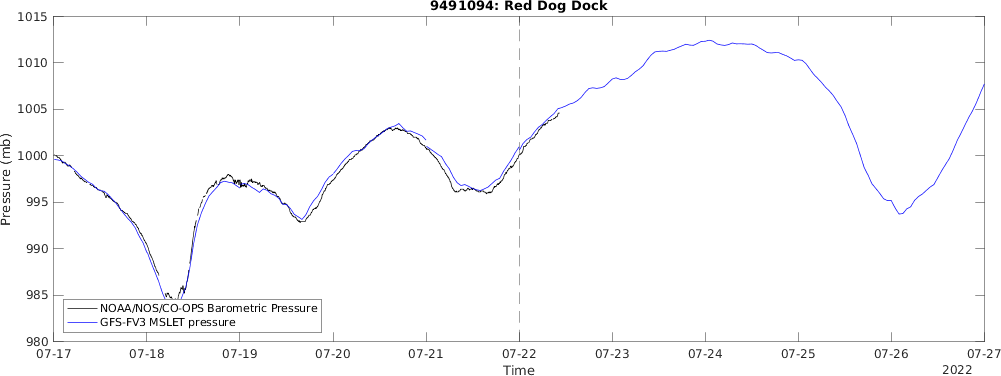 9491094: Red Dog Dock
1015
1010
1005
1000
995
990
985
980
Pressure (mb)
NOAA/NOS/CO-OPS Barometric Pressure
GFS-FV3 MSLET pressure
07-17 07-18 07-19 07-20 07-21 07-22 07-23 07-24 07-25 07-26 07-27
Time
2022